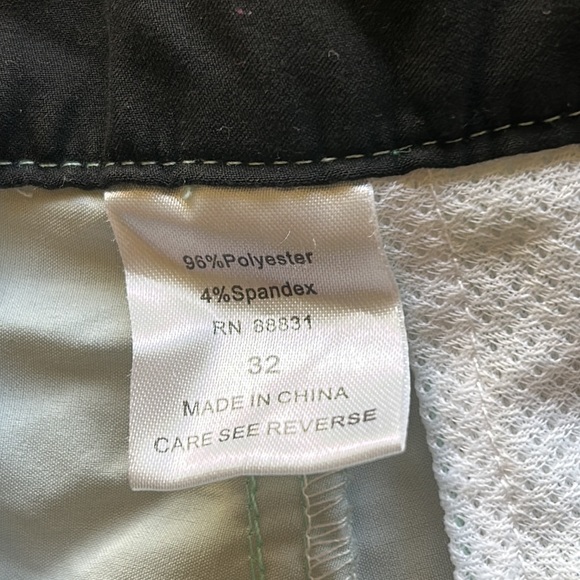 96%Polyester
4%Spandex
RN 88831
32
MADE IN CHINA
CARE SEE REVERSE